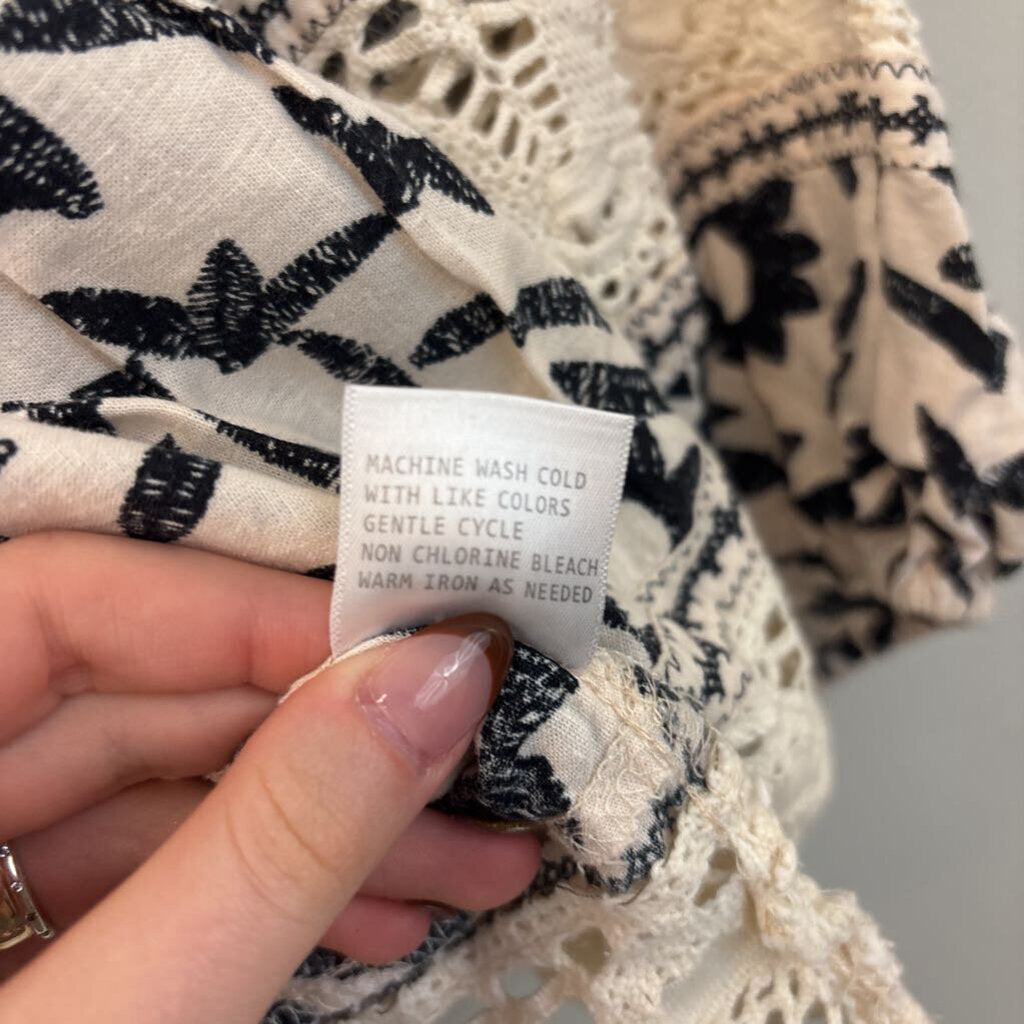 MACHINE WASH COLD
WITH LIKE COLORS
GENTLE CYCLE
NON CHLORINE BLEACH
WARM IRON AS NEEDED